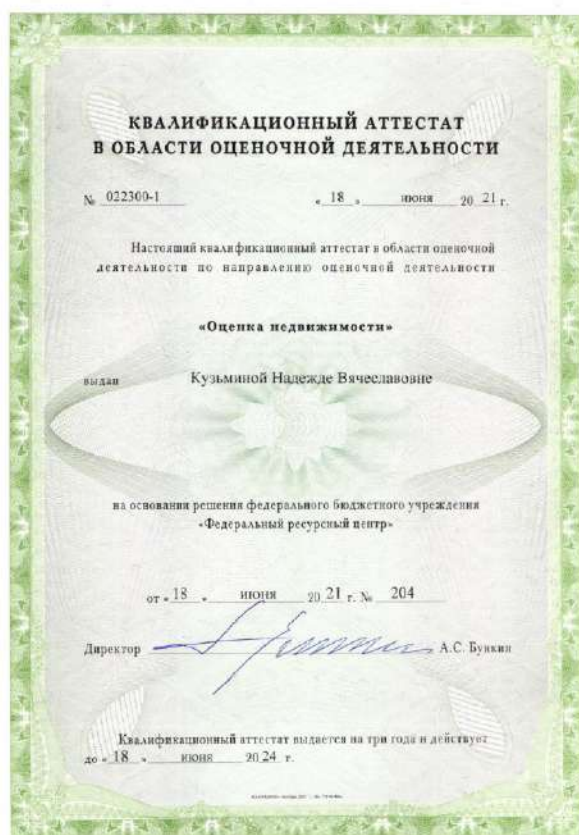 КВАЛИФИКАЦИОННЫЙ АТТЕСТАТ
В ОБЛАСТИ ОЦЕНОЧНОЙ ДЕЯТЕЛЬНОСТИ
№ 022300-1 « 18 » июня 20 21 г.
Настоящий квалификационный аттестат в области оценочной
деятельности по направлению оценочной деятельности
«Оценка недвижимости»
выдан Кузьминой Надежде Вячеславовне
на основании решения федерального бюджетного учреждения
«Федеральный ресурсный центр»
от « 18 » июня 20 21 г. № 204
Директор А.С. Бункин
Квалификационный аттестат выдается на три года и действует
до « 18 » июня 20 24 г.